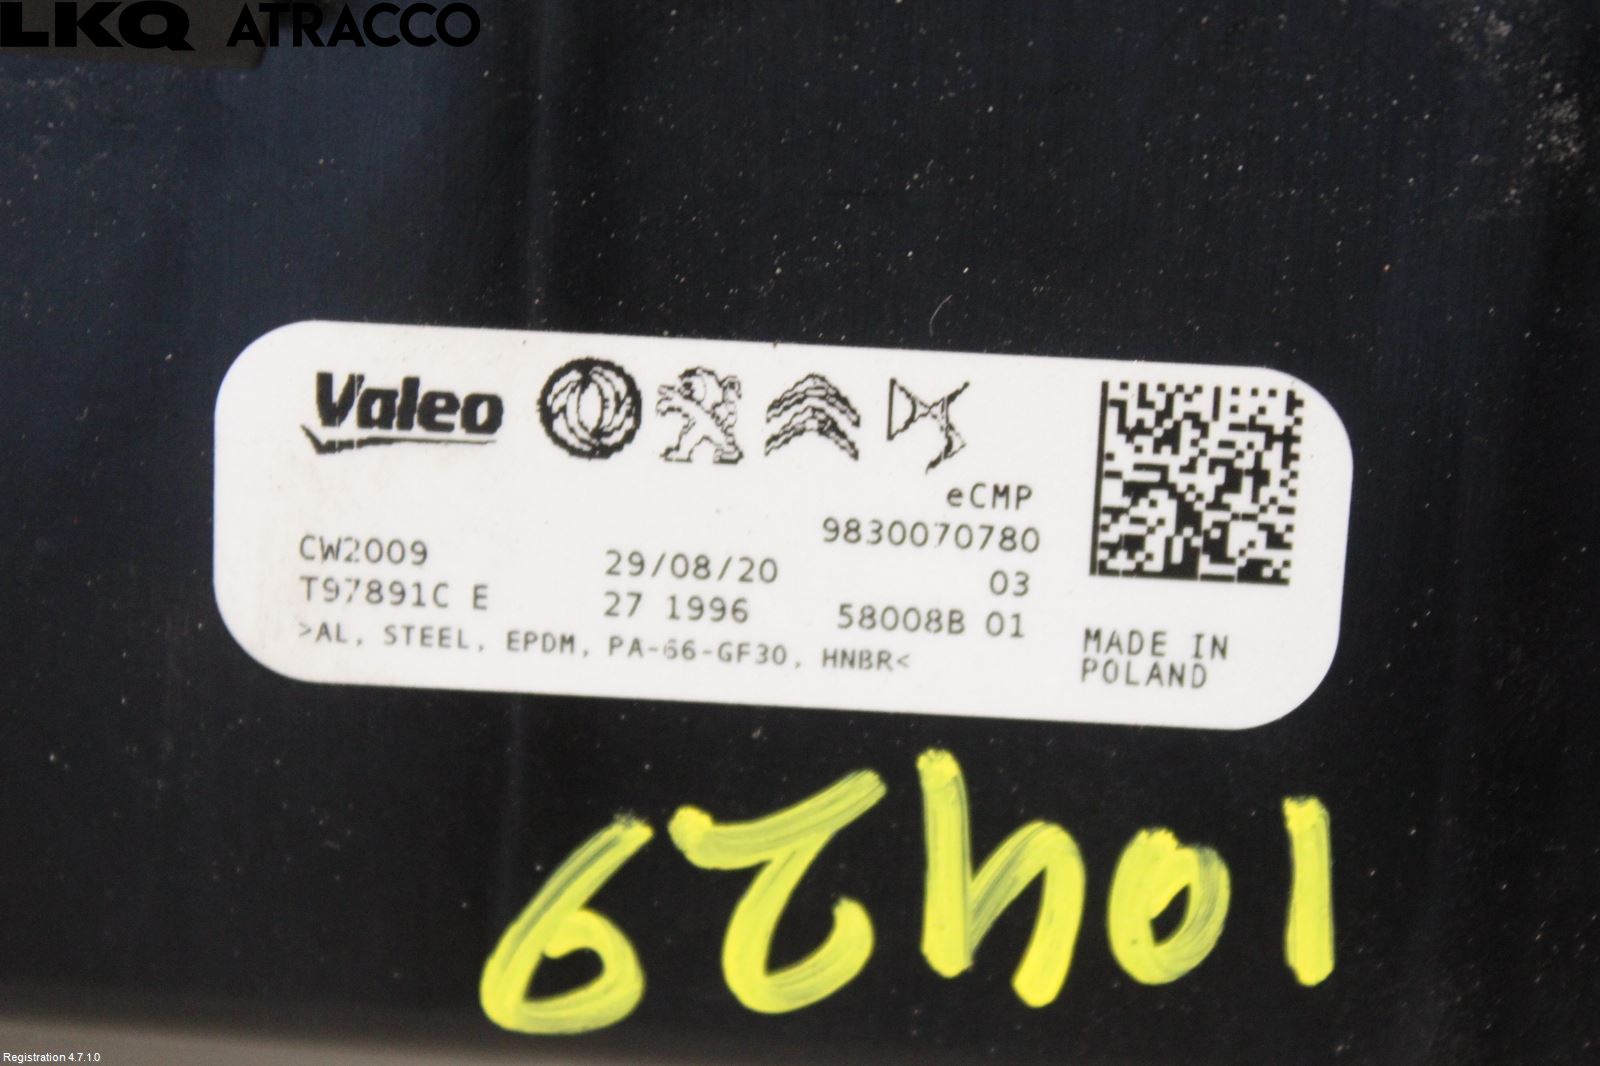 LKQ ATRACCO
Valeo
eCMP
9830070780
CW2009 29/08/20 03
T97891C E 27 1996 58008B 01
>AL, STEEL, EPDM, PA-66-GF30, HNBR<
MADE IN
POLAND
10429
Registration 4.7.1.0